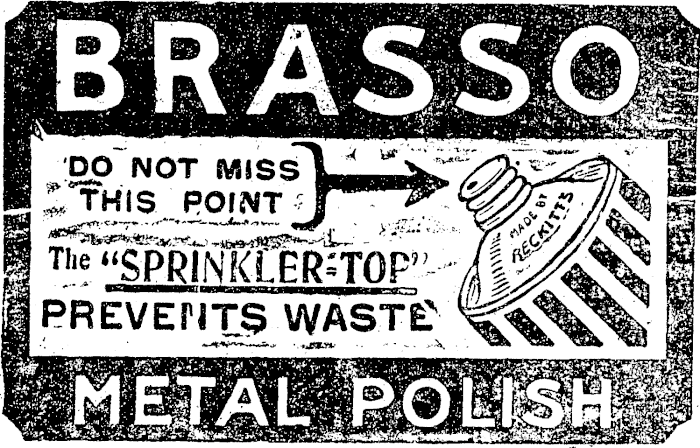 BRASSO
DO NOT MISS
THIS POINT
MADE BY
RECKITTS
The "SPRINKLER-TOP"
PREVENTS WASTE
METAL POLISH